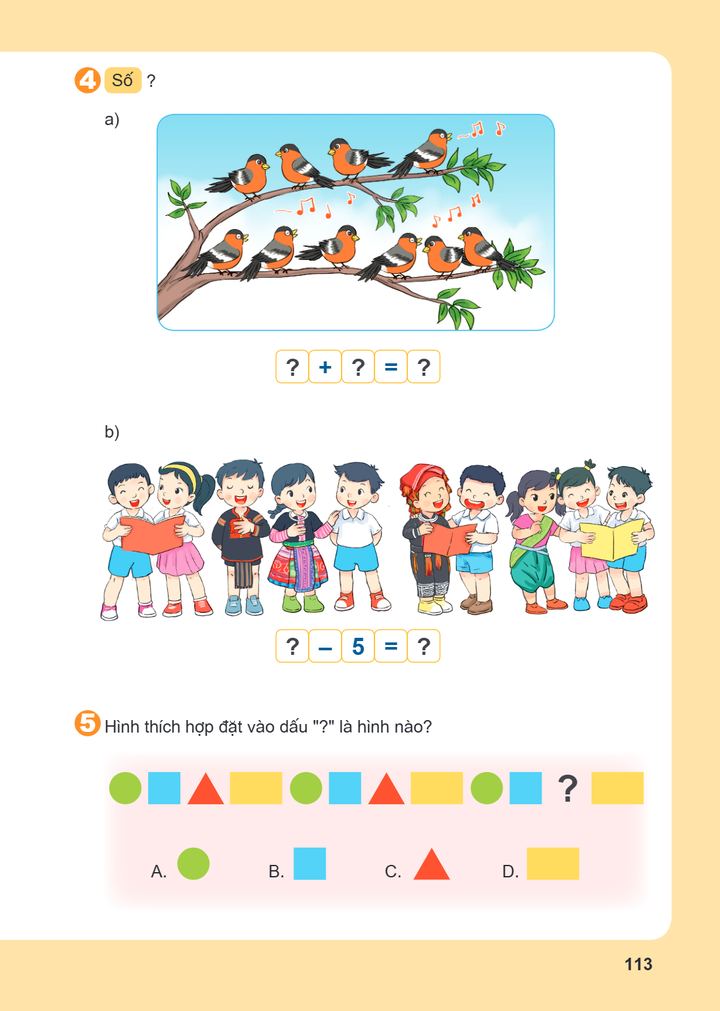 4 Số ?
a)
? + ? = ?
b)
? – 5 = ?
5 Hình thích hợp đặt vào dấu "?" là hình nào?
?
A. B. C. D.
113